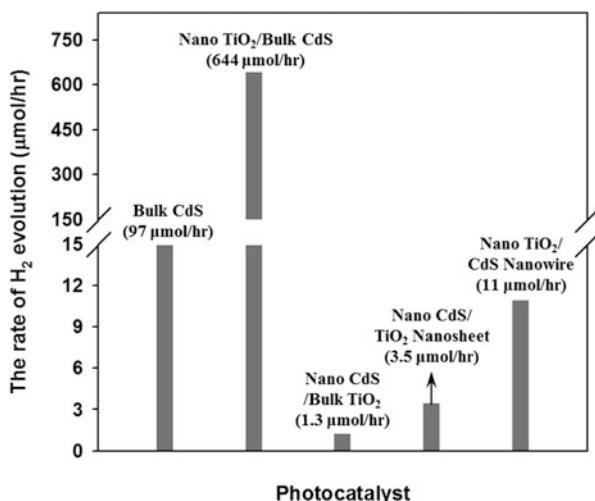 The rate of H₂ evolution (μmol/hr)
750
600
450
300
150
15
12
9
6
3
0
Nano TiO₂/Bulk CdS
(644 μmol/hr)
Bulk CdS
(97 μmol/hr)
Nano CdS
/Bulk TiO₂
(1.3 μmol/hr)
Nano CdS/
TiO₂ Nanosheet
(3.5 μmol/hr)
Nano TiO₂/
CdS Nanowire
(11 μmol/hr)
Photocatalyst